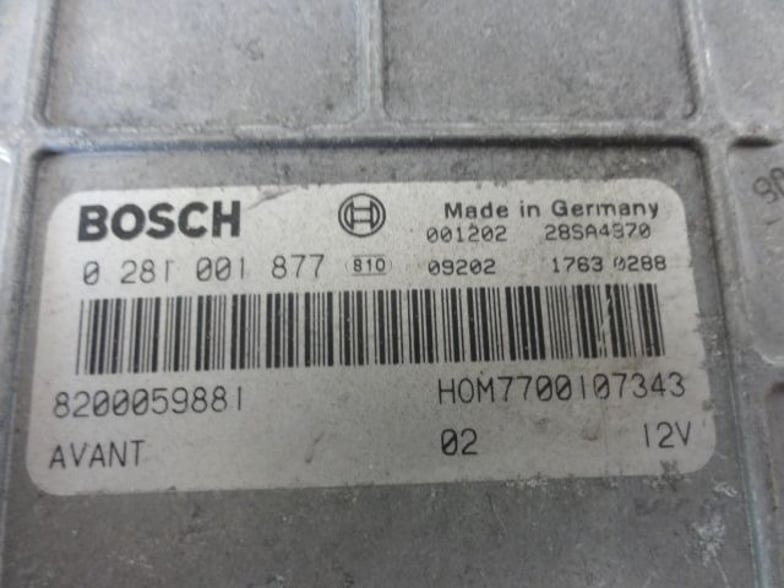 BOSCH Made in Germany
001202 28SA4370
0 281 001 877 810 09202 1763 0288
8200059881 HOM7700107343
AVANT 02 12V